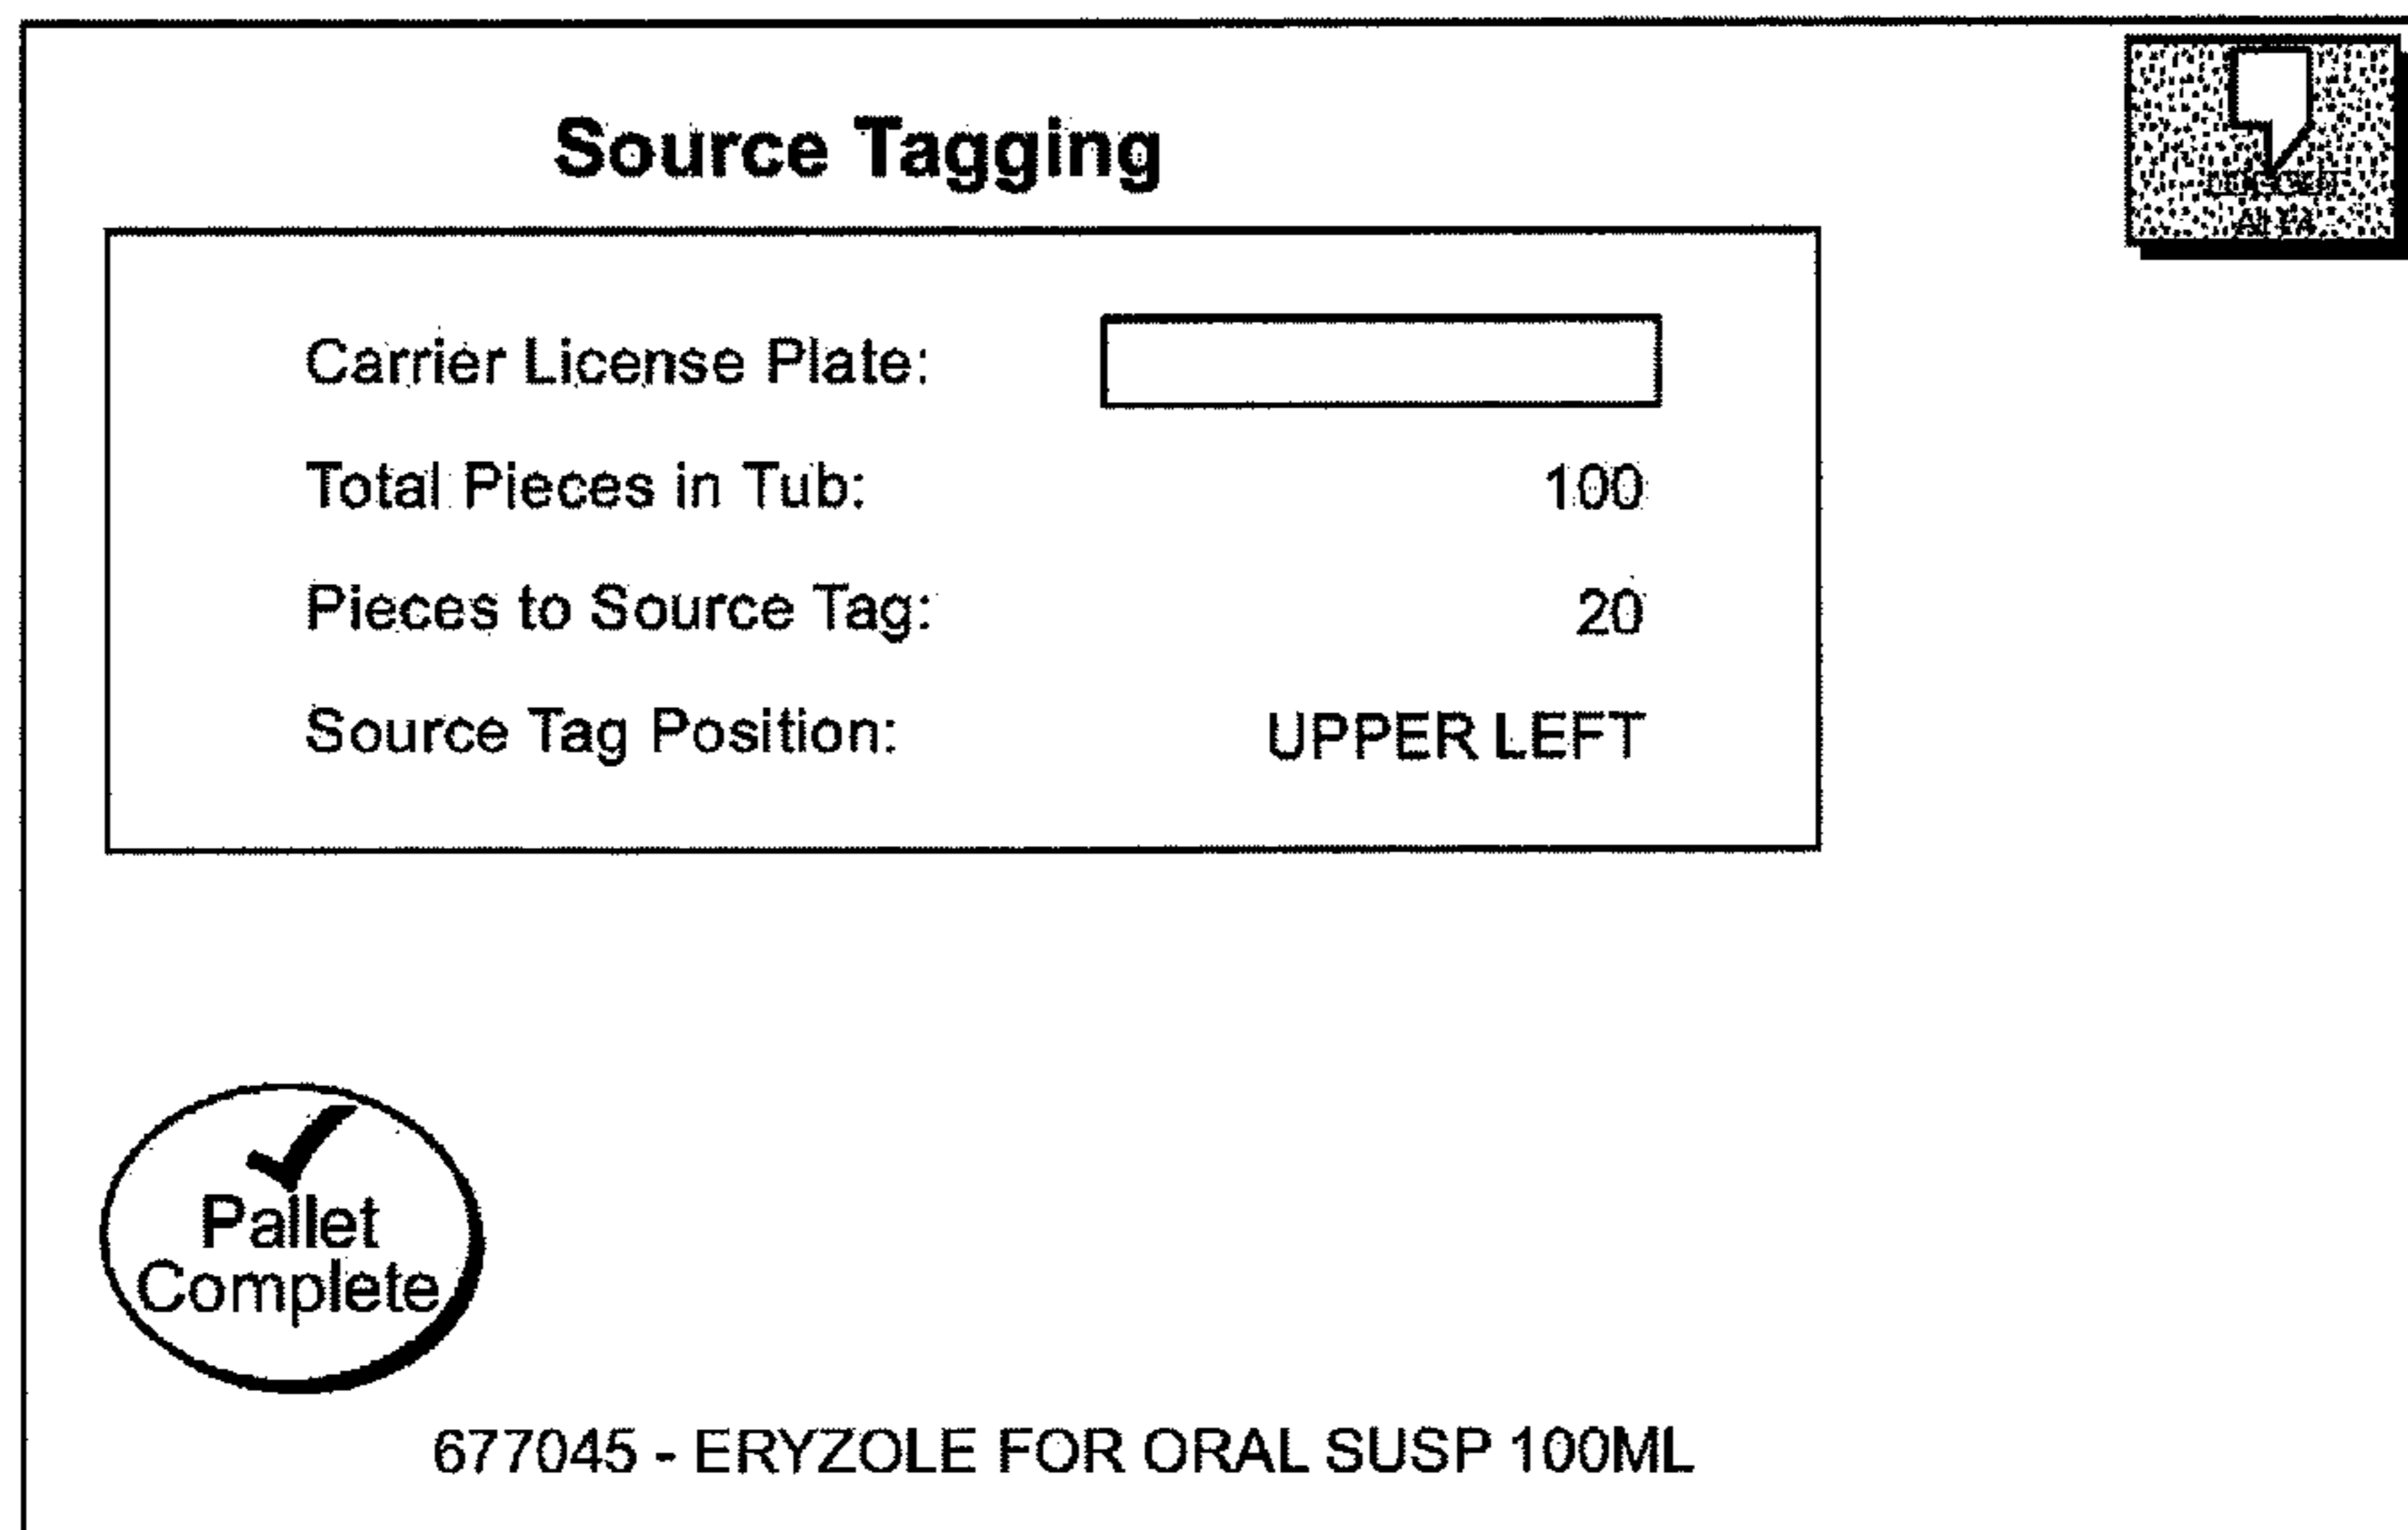 Source Tagging
Carrier License Plate:
Total Pieces in Tub: 100
Pieces to Source Tag: 20
Source Tag Position: UPPER LEFT
Pallet
Complete
677045 - ERYZOLE FOR ORAL SUSP 100ML